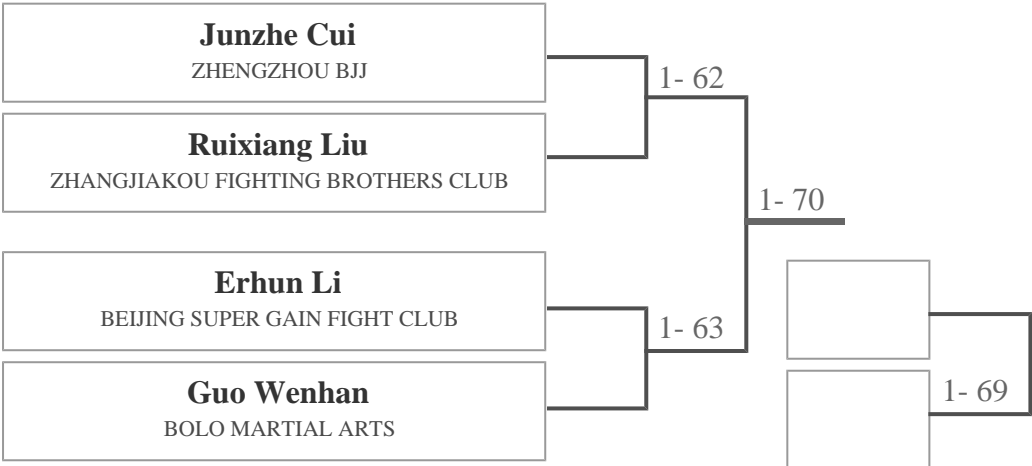 Junzhe Cui
ZHENGZHOU BJJ
1- 62
Ruixiang Liu
ZHANGJIAKOU FIGHTING BROTHERS CLUB
1- 70
Erhun Li
BEIJING SUPER GAIN FIGHT CLUB
1- 63
Guo Wenhan
BOLO MARTIAL ARTS
1- 69